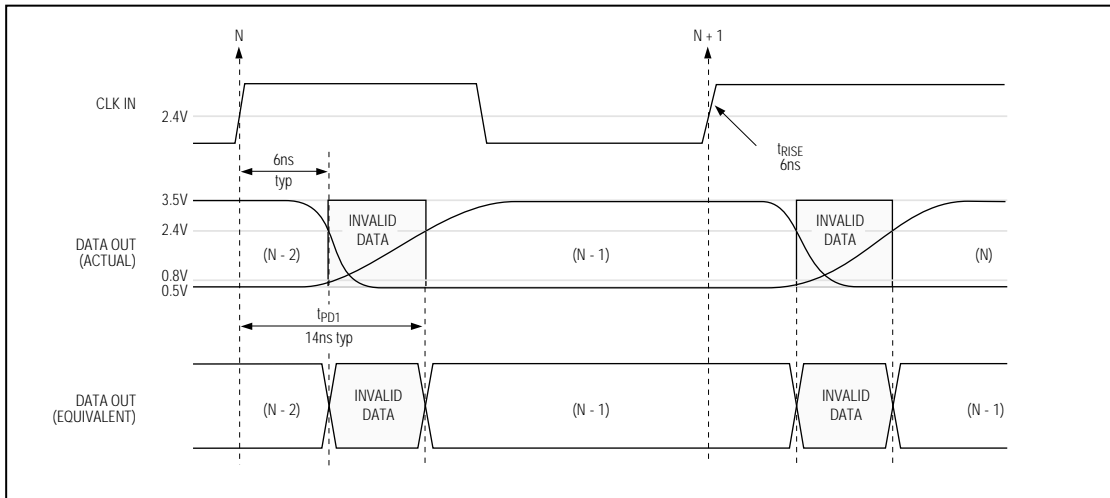 N
N + 1
CLK IN
2.4V
tRISE
6ns
6ns
typ
3.5V
INVALID
DATA
INVALID
DATA
2.4V
DATA OUT
(ACTUAL)
(N - 2)
(N - 1)
(N)
0.8V
0.5V
tPD1
14ns typ
DATA OUT
(EQUIVALENT)
(N - 2)
INVALID
DATA
(N - 1)
INVALID
DATA
(N - 1)